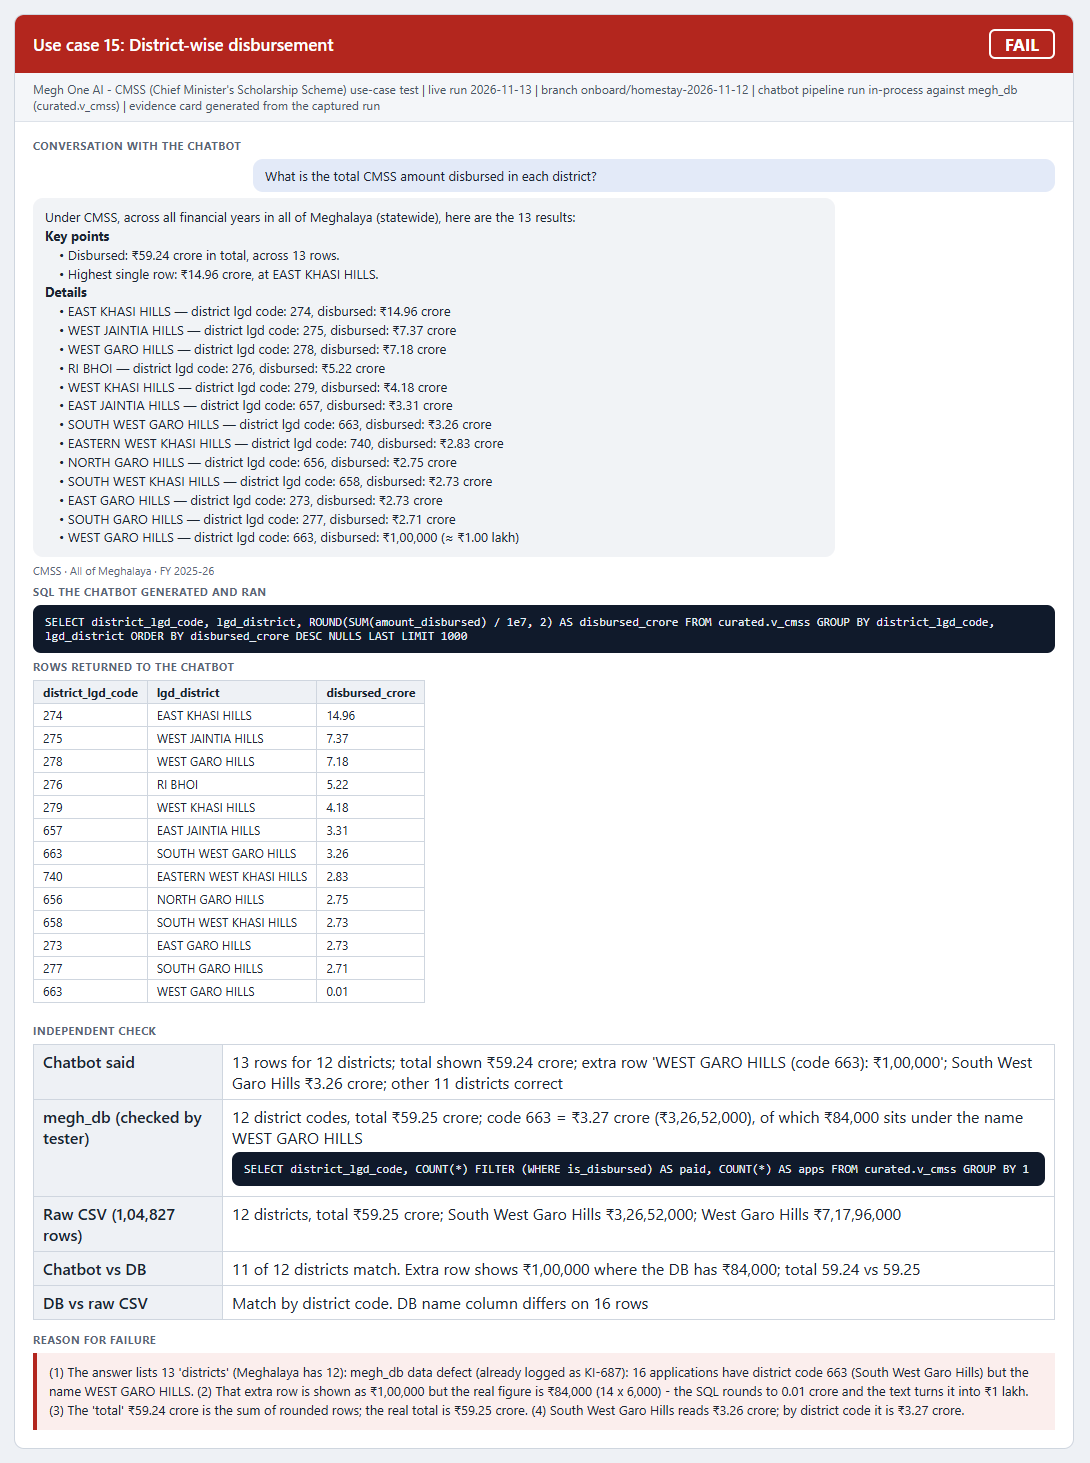 Use case 15: District-wise disbursement
FAIL
Megh One AI - CMSS (Chief Minister's Scholarship Scheme) use-case test | live run 2026-11-13 | branch onboard/homestay-2026-11-12 | chatbot pipeline run in-process against megh_db
(curated.v_cmss) | evidence card generated from the captured run
CONVERSATION WITH THE CHATBOT
What is the total CMSS amount disbursed in each district?
Under CMSS, across all financial years in all of Meghalaya (statewide), here are the 13 results:
Key points
• Disbursed: ₹59.24 crore in total, across 13 rows.
• Highest single row: ₹14.96 crore, at EAST KHASI HILLS.
Details
• EAST KHASI HILLS — district lgd code: 274, disbursed: ₹14.96 crore
• WEST JAINTIA HILLS — district lgd code: 275, disbursed: ₹7.37 crore
• WEST GARO HILLS — district lgd code: 278, disbursed: ₹7.18 crore
• RI BHOI — district lgd code: 276, disbursed: ₹5.22 crore
• WEST KHASI HILLS — district lgd code: 279, disbursed: ₹4.18 crore
• EAST JAINTIA HILLS — district lgd code: 657, disbursed: ₹3.31 crore
• SOUTH WEST GARO HILLS — district lgd code: 663, disbursed: ₹3.26 crore
• EASTERN WEST KHASI HILLS — district lgd code: 740, disbursed: ₹2.83 crore
• NORTH GARO HILLS — district lgd code: 656, disbursed: ₹2.75 crore
• SOUTH WEST KHASI HILLS — district lgd code: 658, disbursed: ₹2.73 crore
• EAST GARO HILLS — district lgd code: 273, disbursed: ₹2.73 crore
• SOUTH GARO HILLS — district lgd code: 277, disbursed: ₹2.71 crore
• WEST GARO HILLS — district lgd code: 663, disbursed: ₹1,00,000 (≈ ₹1.00 lakh)
CMSS · All of Meghalaya · FY 2025-26
SQL THE CHATBOT GENERATED AND RAN
SELECT district_lgd_code, lgd_district, ROUND(SUM(amount_disbursed) / 1e7, 2) AS disbursed_crore FROM curated.v_cmss GROUP BY district_lgd_code,
lgd_district ORDER BY disbursed_crore DESC NULLS LAST LIMIT 1000
ROWS RETURNED TO THE CHATBOT
district_lgd_code lgd_district disbursed_crore
274 EAST KHASI HILLS 14.96
275 WEST JAINTIA HILLS 7.37
278 WEST GARO HILLS 7.18
276 RI BHOI 5.22
279 WEST KHASI HILLS 4.18
657 EAST JAINTIA HILLS 3.31
663 SOUTH WEST GARO HILLS 3.26
740 EASTERN WEST KHASI HILLS 2.83
656 NORTH GARO HILLS 2.75
658 SOUTH WEST KHASI HILLS 2.73
273 EAST GARO HILLS 2.73
277 SOUTH GARO HILLS 2.71
663 WEST GARO HILLS 0.01
INDEPENDENT CHECK
Chatbot said
13 rows for 12 districts; total shown ₹59.24 crore; extra row 'WEST GARO HILLS (code 663): ₹1,00,000'; South West
Garo Hills ₹3.26 crore; other 11 districts correct
megh_db (checked by
tester)
12 district codes, total ₹59.25 crore; code 663 = ₹3.27 crore (₹3,26,52,000), of which ₹84,000 sits under the name
WEST GARO HILLS
SELECT district_lgd_code, COUNT(*) FILTER (WHERE is_disbursed) AS paid, COUNT(*) AS apps FROM curated.v_cmss GROUP BY 1
Raw CSV (1,04,827
rows)
12 districts, total ₹59.25 crore; South West Garo Hills ₹3,26,52,000; West Garo Hills ₹7,17,96,000
Chatbot vs DB
11 of 12 districts match. Extra row shows ₹1,00,000 where the DB has ₹84,000; total 59.24 vs 59.25
DB vs raw CSV
Match by district code. DB name column differs on 16 rows
REASON FOR FAILURE
(1) The answer lists 13 'districts' (Meghalaya has 12): megh_db data defect (already logged as KI-687): 16 applications have district code 663 (South West Garo Hills) but the
name WEST GARO HILLS. (2) That extra row is shown as ₹1,00,000 but the real figure is ₹84,000 (14 x 6,000) - the SQL rounds to 0.01 crore and the text turns it into ₹1 lakh.
(3) The 'total' ₹59.24 crore is the sum of rounded rows; the real total is ₹59.25 crore. (4) South West Garo Hills reads ₹3.26 crore; by district code it is ₹3.27 crore.